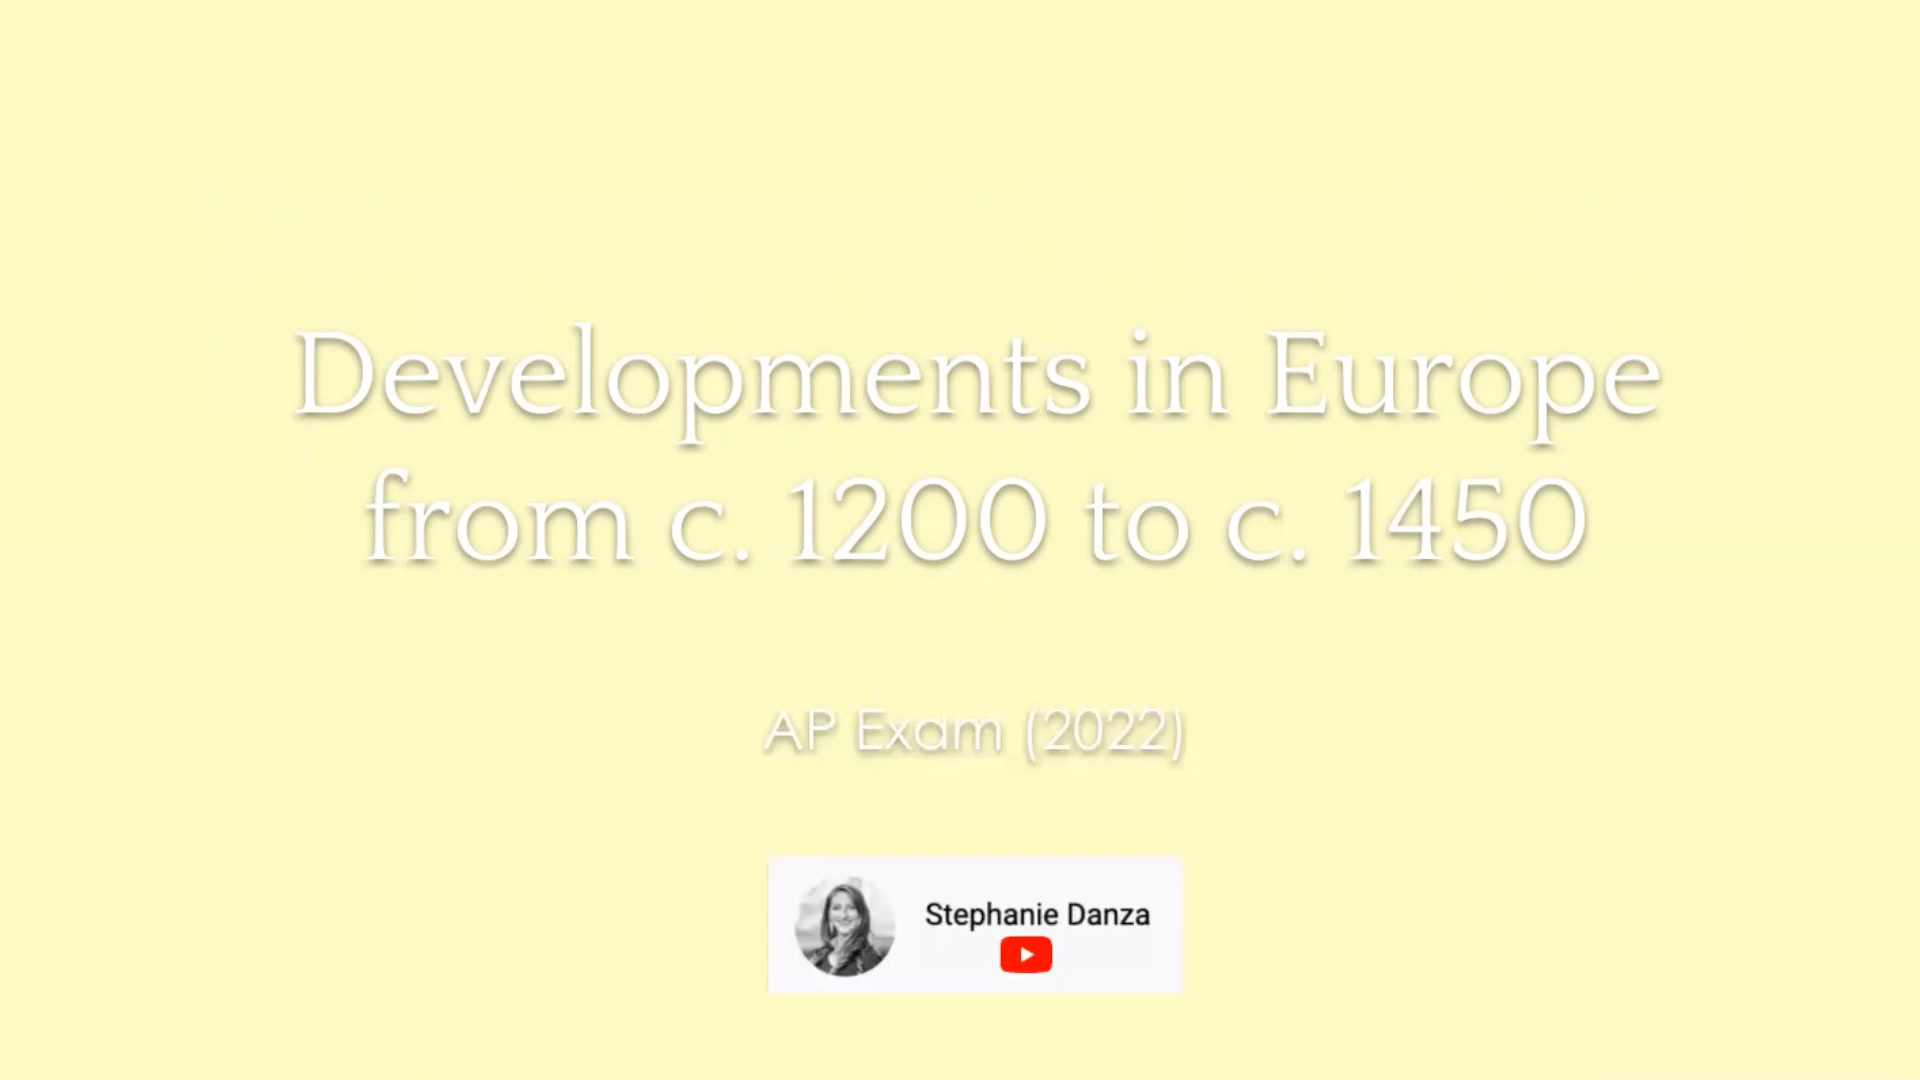 Developments in Europe
from c. 1200 to c. 1450
AP Exam (2022)
Stephanie Danza